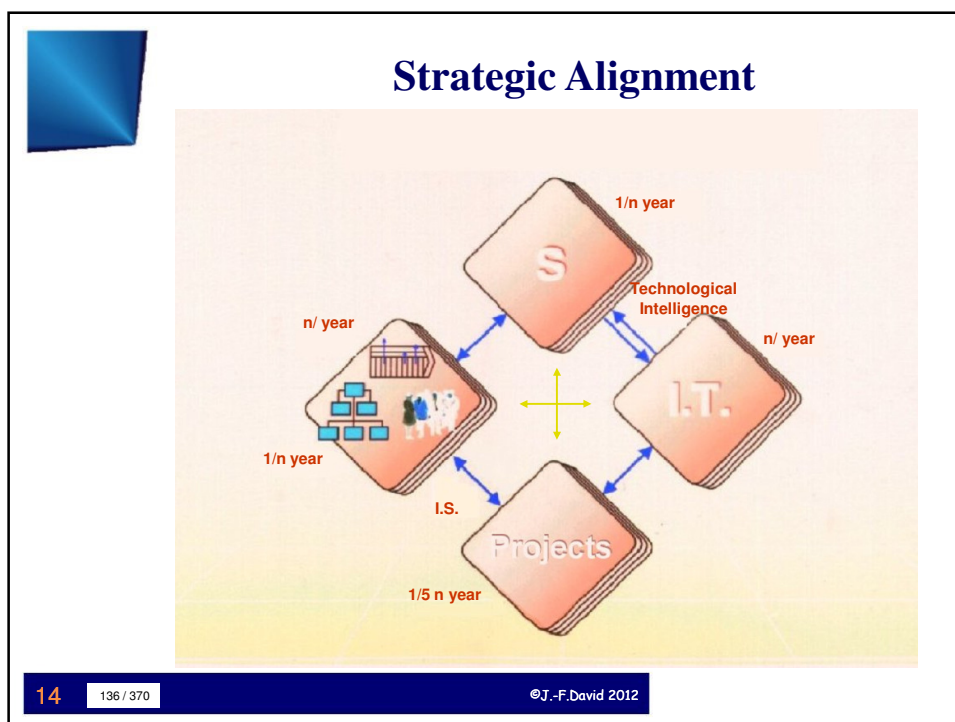 Strategic Alignment
1/n year
S
Technological
Intelligence
n/ year
n/ year
I.T.
1/n year
I.S.
Projects
1/5 n year
14
136 / 370
©J.-F.David 2012